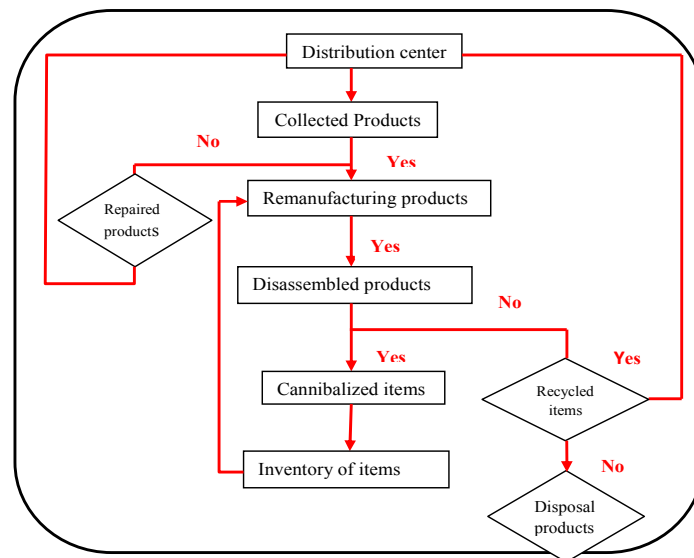 Distribution center
Collected Products
No
Yes
Repaired
products
Remanufacturing products
Yes
Disassembled products
No
Yes
Yes
Cannibalized items
Recycled
items
Inventory of items
No
Disposal
products